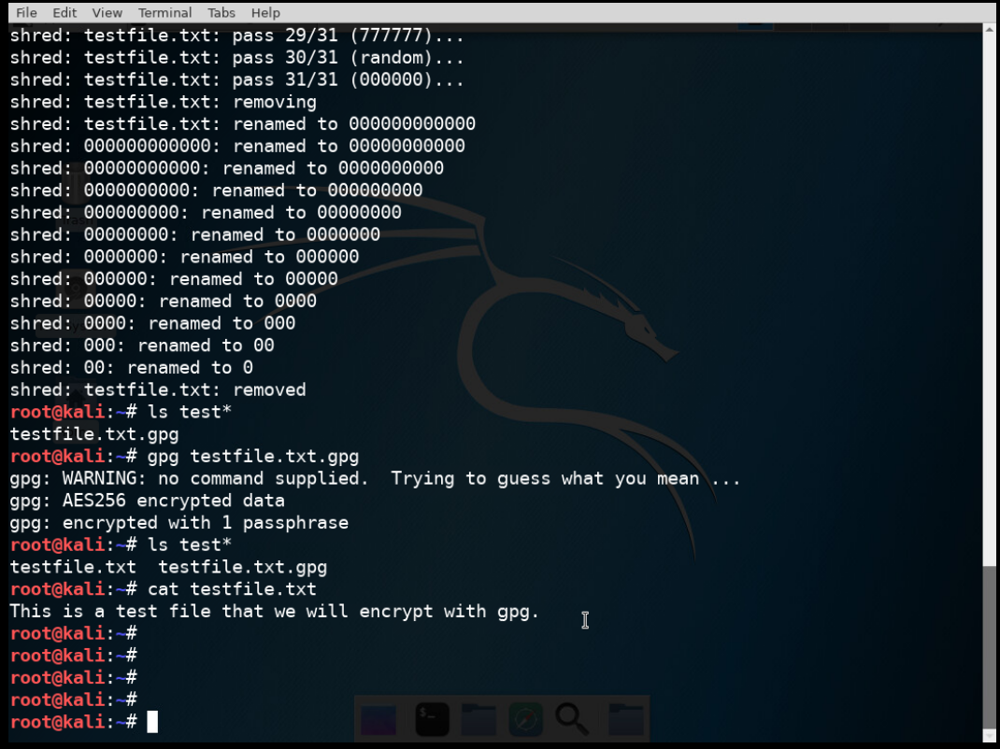 File Edit View Terminal Tabs Help
shred: testfile.txt: pass 29/31 (777777)...
shred: testfile.txt: pass 30/31 (random)...
shred: testfile.txt: pass 31/31 (000000)...
shred: testfile.txt: removing
shred: testfile.txt: renamed to 000000000000
shred: 000000000000: renamed to 00000000000
shred: 00000000000: renamed to 0000000000
shred: 0000000000: renamed to 000000000
shred: 000000000: renamed to 00000000
shred: 00000000: renamed to 0000000
shred: 0000000: renamed to 000000
shred: 000000: renamed to 00000
shred: 00000: renamed to 0000
shred: 0000: renamed to 000
shred: 000: renamed to 00
shred: 00: renamed to 0
shred: testfile.txt: removed
root@kali:~# ls test*
testfile.txt.gpg
root@kali:~# gpg testfile.txt.gpg
gpg: WARNING: no command supplied.  Trying to guess what you mean ...
gpg: AES256 encrypted data
gpg: encrypted with 1 passphrase
root@kali:~# ls test*
testfile.txt  testfile.txt.gpg
root@kali:~# cat testfile.txt
This is a test file that we will encrypt with gpg.
root@kali:~#
root@kali:~#
root@kali:~#
root@kali:~#
root@kali:~#